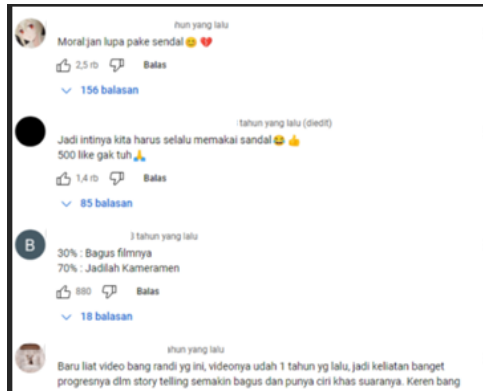 hun yang lalu
Moral:jan lupa pake sendal😊 💔
2,5 rb Balas
156 balasan
tahun yang lalu (diedit)
Jadi intinya kita harus selalu memakai sandal😂 👍
500 like gak tuh🙏
1,4 rb Balas
85 balasan
B
3 tahun yang lalu
30% : Bagus filmnya
70% : Jadilah Kameramen
880 Balas
18 balasan
ahun yang lalu
Baru liat video bang randi yg ini, videonya udah 1 tahun yg lalu, jadi keliatan banget
progresnya dlm story telling semakin bagus dan punya ciri khas suaranya. Keren bang